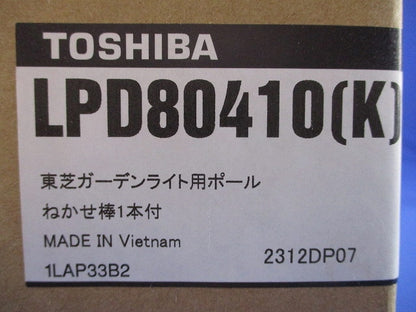 TOSHIBA
LPD80410(K)
東芝ガーデンライト用ポール
ねかせ棒1本付
MADE IN Vietnam
1LAP33B2 2312DP07